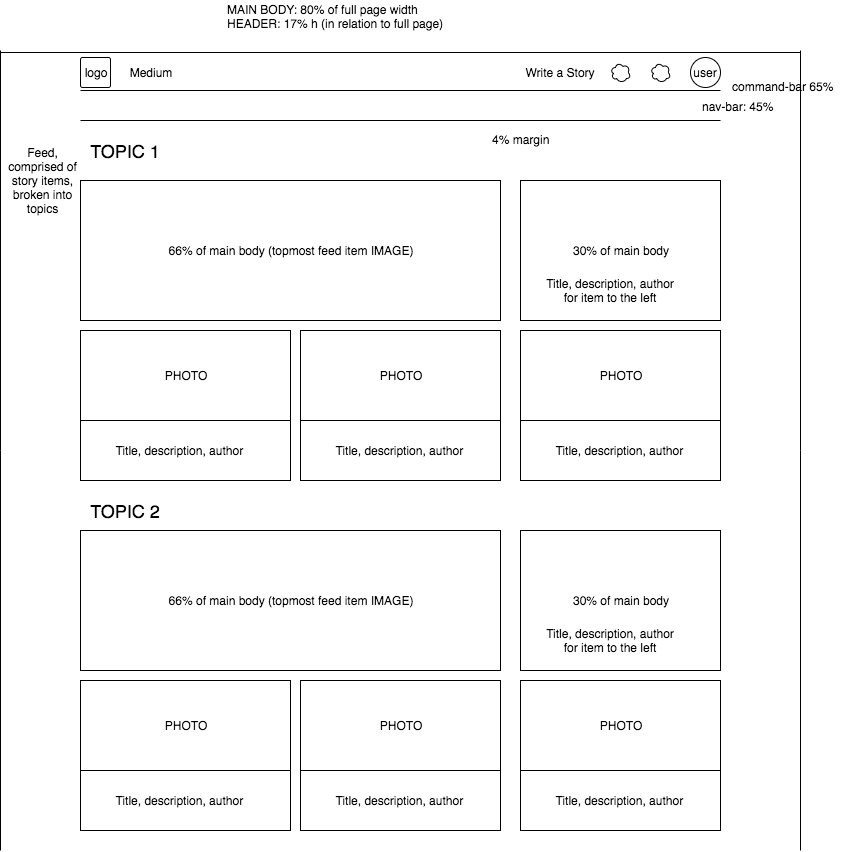 MAIN BODY: 80% of full page width
HEADER: 17% h (in relation to full page)
logo
Medium
Write a Story
user
command-bar 65%
nav-bar: 45%
4% margin
TOPIC 1
Feed,
comprised of
story items,
broken into
topics
66% of main body (topmost feed item IMAGE)
30% of main body
Title, description, author
for item to the left
PHOTO
PHOTO
PHOTO
Title, description, author
Title, description, author
Title, description, author
TOPIC 2
66% of main body (topmost feed item IMAGE)
30% of main body
Title, description, author
for item to the left
PHOTO
PHOTO
PHOTO
Title, description, author
Title, description, author
Title, description, author